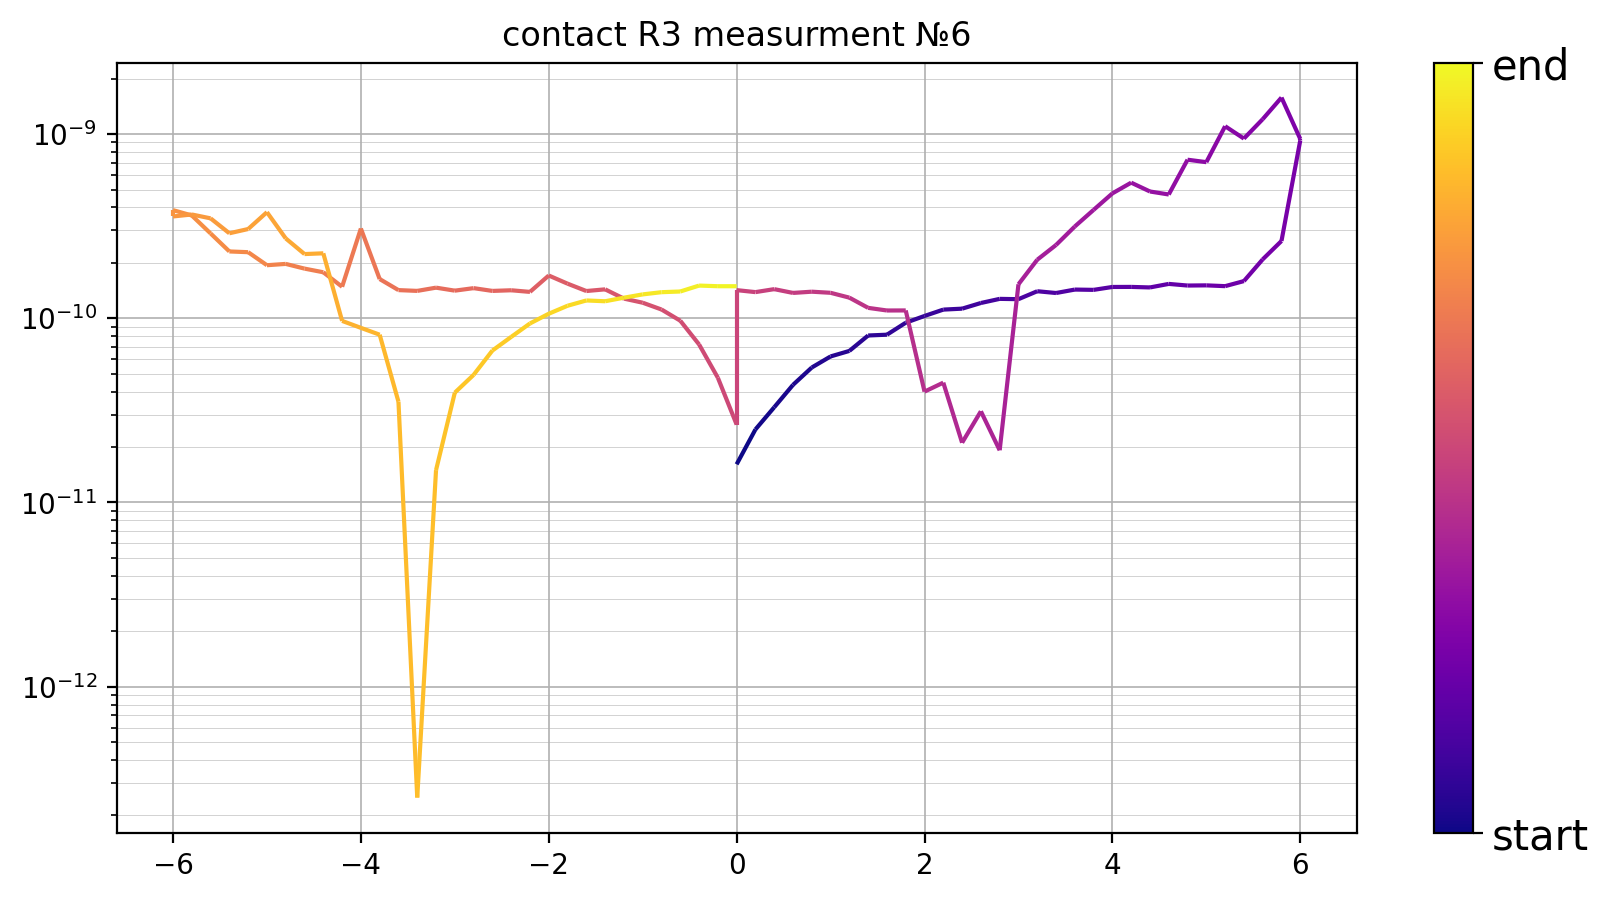 contact R3 measurment №6
10⁻⁹
10⁻¹⁰
10⁻¹¹
10⁻¹²
−6 −4 −2 0 2 4 6
end
start